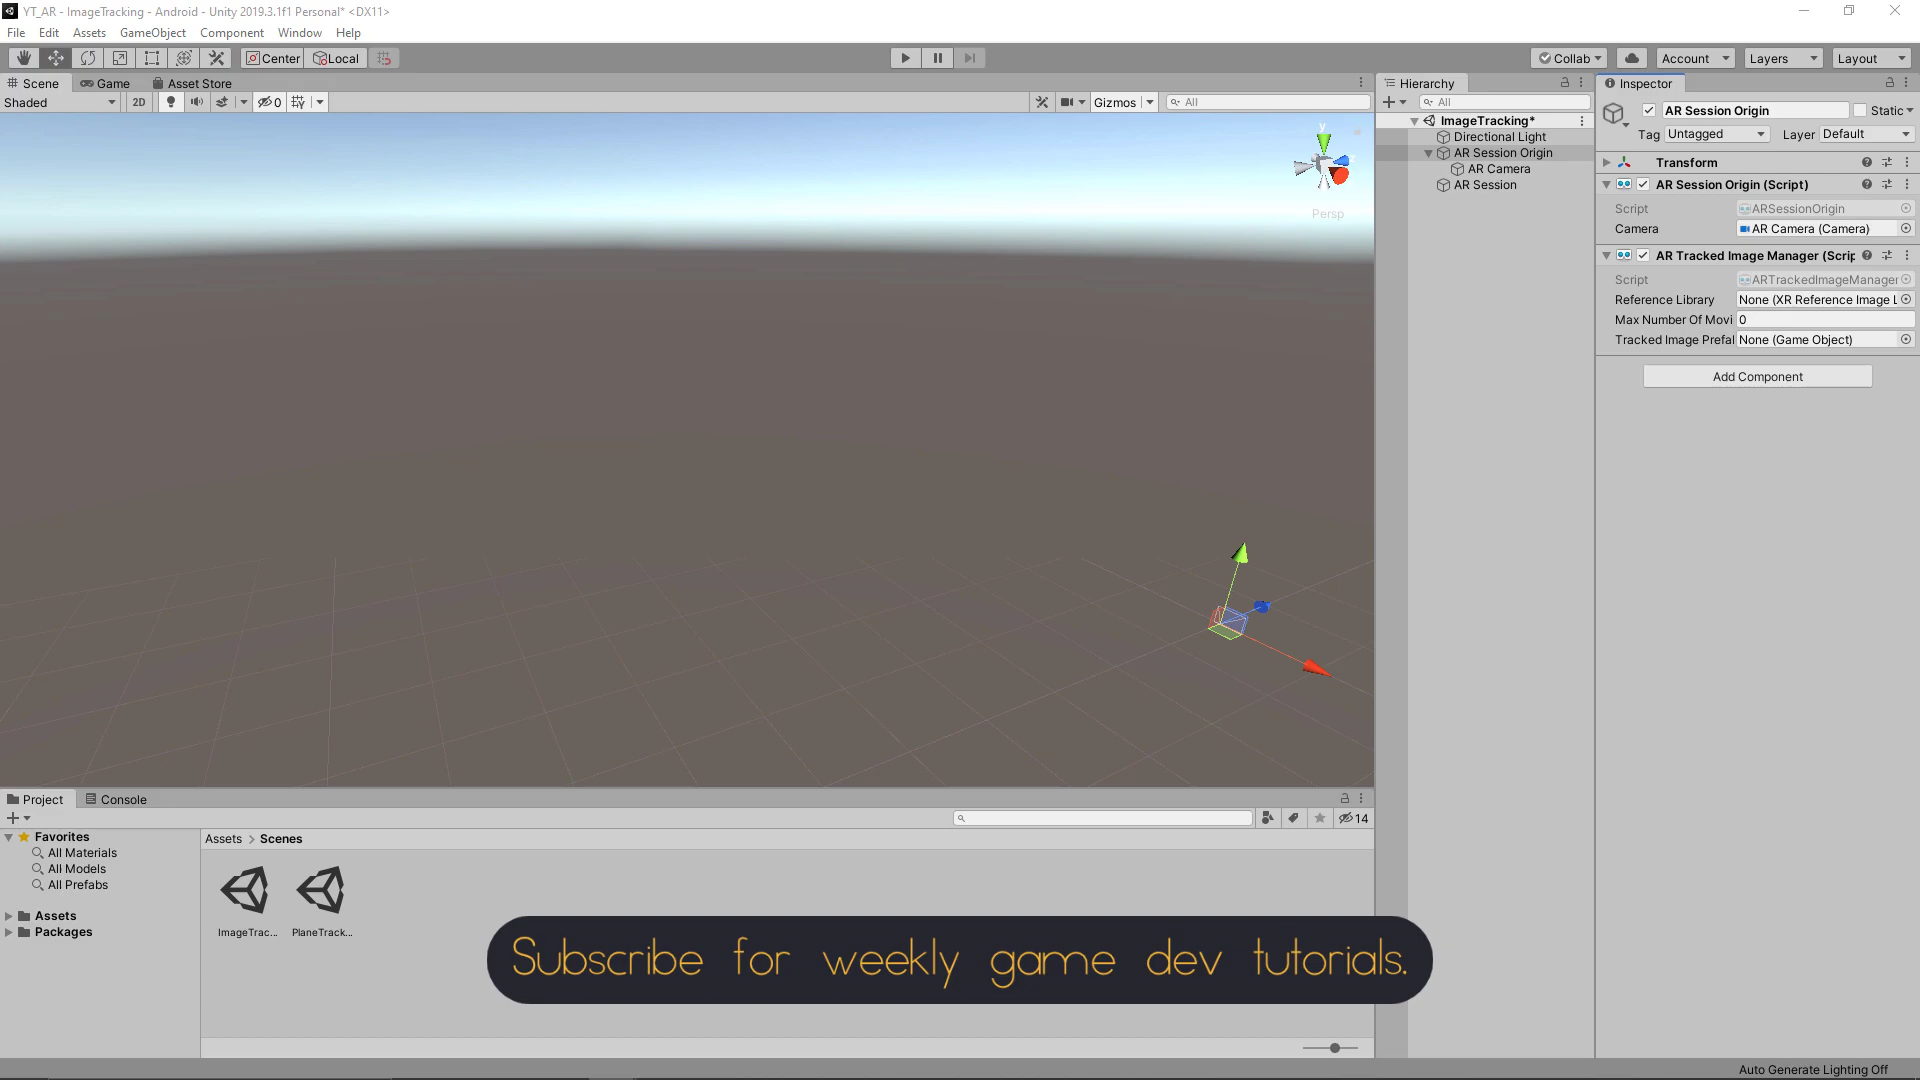 YT_AR - ImageTracking - Android - Unity 2019.3.1f1 Personal* <DX11>
File Edit Assets GameObject Component Window Help
Center Local
Collab Account Layers Layout
Scene Game Asset Store
Shaded 2D 0 Gizmos All
y
Persp
Hierarchy
All
ImageTracking*
Directional Light
AR Session Origin
AR Camera
AR Session
Inspector
AR Session Origin Static
Tag Untagged Layer Default
Transform
AR Session Origin (Script)
Script ARSessionOrigin
Camera AR Camera (Camera)
AR Tracked Image Manager (Scrip
Script ARTrackedImageManager
Reference Library None (XR Reference Image L
Max Number Of Movi 0
Tracked Image Prefal None (Game Object)
Add Component
Project Console
14
Favorites
All Materials
All Models
All Prefabs
Assets
Packages
Assets > Scenes
ImageTrac... PlaneTrack...
Subscribe for weekly game dev tutorials.
Auto Generate Lighting Off